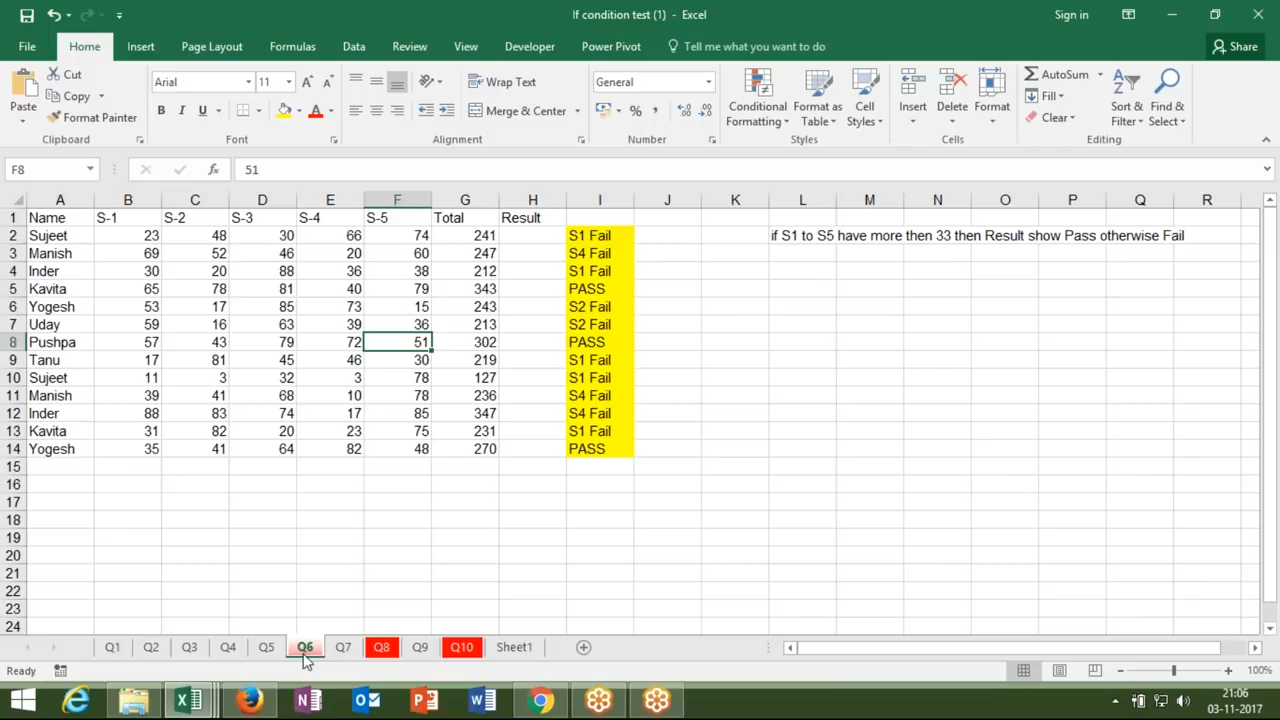 If condition test (1) - Excel
Sign in
File Home Insert Page Layout Formulas Data Review View Developer Power Pivot Tell me what you want to do Share
Cut
Copy
Format Painter
Paste
Clipboard
Arial 11
B I U
Font
Wrap Text
Merge & Center
Alignment
General
Number
Conditional Formatting
Format as Table
Cell Styles
Styles
Insert Delete Format
Cells
AutoSum
Fill
Clear
Sort & Filter
Find & Select
Editing
F8 fx 51
A B C D E F G H I J K L M N O P Q R
1 Name S-1 S-2 S-3 S-4 S-5 Total Result
2 Sujeet 23 48 30 66 74 241 S1 Fail if S1 to S5 have more then 33 then Result show Pass otherwise Fail
3 Manish 69 52 46 20 60 247 S4 Fail
4 Inder 30 20 88 36 38 212 S1 Fail
5 Kavita 65 78 81 40 79 343 PASS
6 Yogesh 53 17 85 73 15 243 S2 Fail
7 Uday 59 16 63 39 36 213 S2 Fail
8 Pushpa 57 43 79 72 51 302 PASS
9 Tanu 17 81 45 46 30 219 S1 Fail
10 Sujeet 11 3 32 3 78 127 S1 Fail
11 Manish 39 41 68 10 78 236 S4 Fail
12 Inder 88 83 74 17 85 347 S4 Fail
13 Kavita 31 82 20 23 75 231 S1 Fail
14 Yogesh 35 41 64 82 48 270 PASS
15
16
17
18
19
20
21
22
23
24
Q1 Q2 Q3 Q4 Q5 Q6 Q7 Q8 Q9 Q10 Sheet1
Ready 100%
21:06
03-11-2017